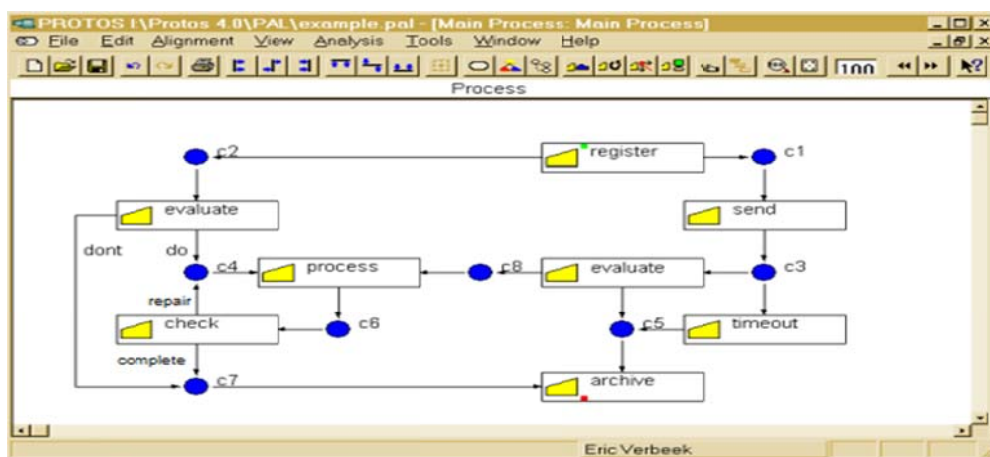 PROTOS I:\Protos 4.0\PAL\example.pal - [Main Process: Main Process]
File Edit Alignment View Analysis Tools Window Help
100
Process
c2 register c1
evaluate send
dont do
c4 process c8 evaluate c3
repair
check c6 c5 timeout
complete
c7 archive
Eric Verbeek